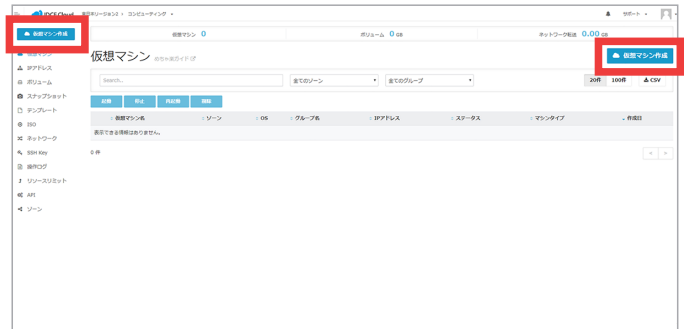 IDCF Cloud 東日本リージョン2 › コンピューティング サポート
仮想マシン作成
仮想マシン 0
ボリューム 0 GB
ネットワーク転送 0.00 GB
仮想マシン
仮想マシン
仮想マシン作成
IPアドレス
ボリューム
スナップショット
テンプレート
ISO
ネットワーク
SSH Key
操作ログ
リソースリミット
API
ゾーン
Search... 全てのゾーン 全てのグループ 20件 100件 CSV
起動 停止 再起動 削除
仮想マシン名 ゾーン OS グループ名 IPアドレス ステータス マシンタイプ 作成日
表示できる項目はありません。
0 件
« »